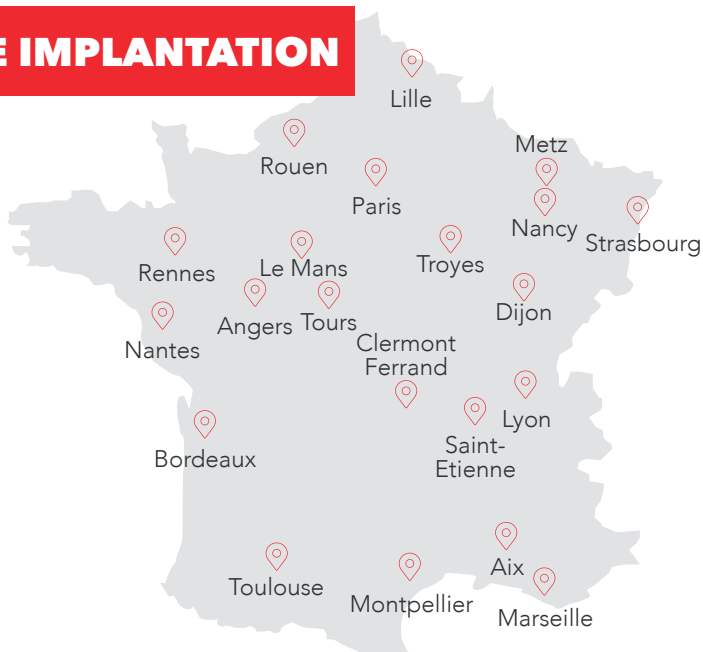 E IMPLANTATION
Lille
Rouen
Metz
Paris
Nancy
Strasbourg
Rennes
Le Mans
Troyes
Angers
Tours
Dijon
Nantes
Clermont
Ferrand
Lyon
Bordeaux
Saint-
Etienne
Aix
Toulouse
Montpellier
Marseille